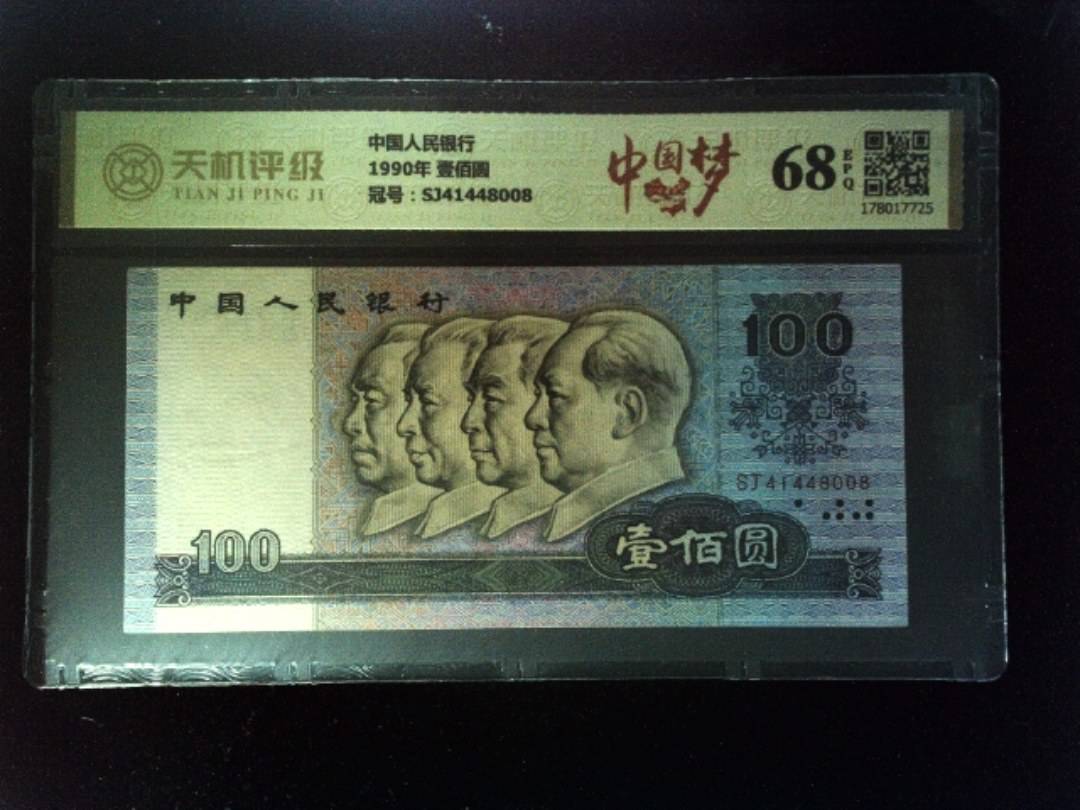 天机评级
TIAN JI PING JI
中国人民银行
1990年 壹佰圆
冠号：SJ41448008
中国梦
68
EPQ
178017725
中国人民银行
100
SJ41448008
100
壹佰圆